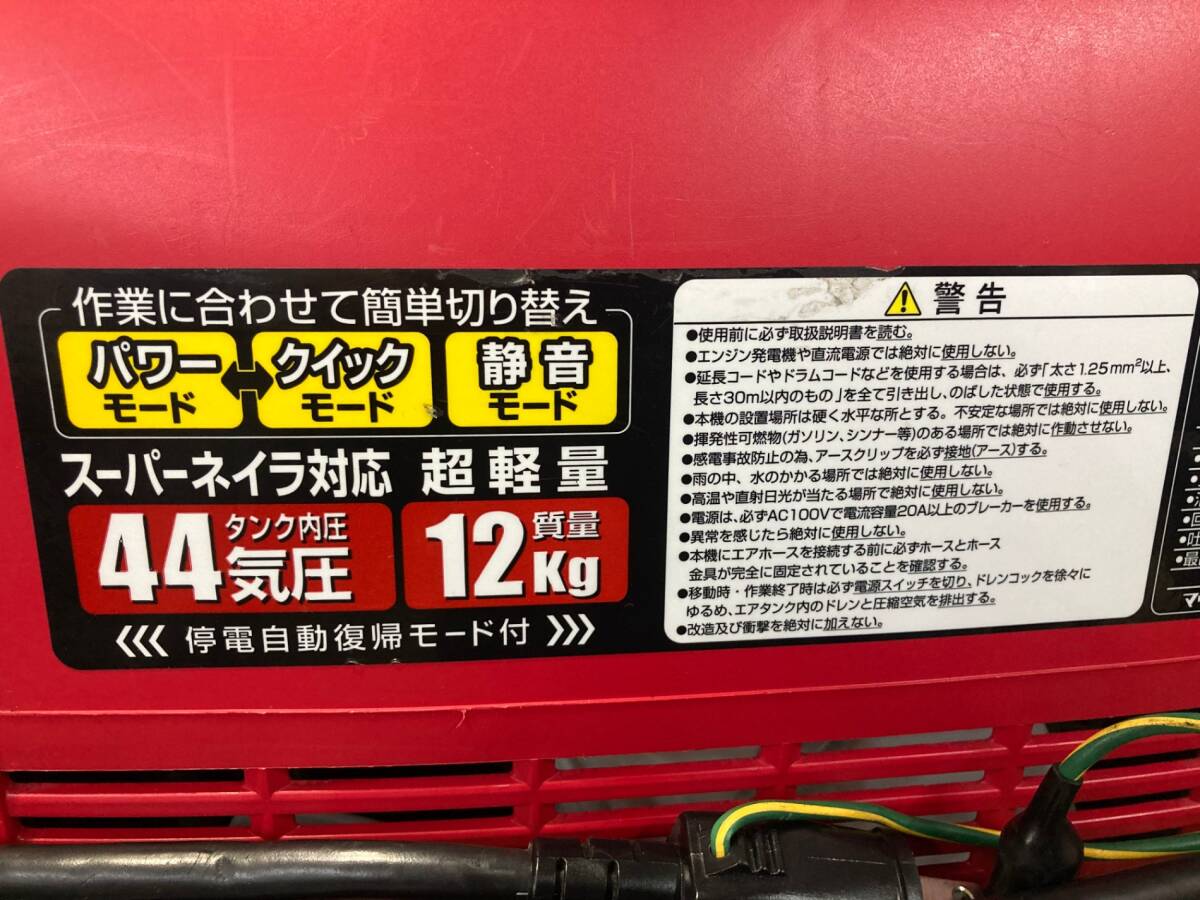 作業に合わせて簡単切り替え
パワー
モード
クイック
モード
静音
モード
スーパーネイラ対応 超軽量
44 タンク内圧
気圧
12 質量
Kg
停電自動復帰モード付
警告
●使用前に必ず取扱説明書を読む。
●エンジン発電機や直流電源では絶対に使用しない。
●延長コードやドラムコードなどを使用する場合は、必ず「太さ1.25mm²以上、
長さ30m以内のもの」を全て引き出し、のばした状態で使用する。
●本機の設置場所は硬く水平な所とする。不安定な場所では絶対に使用しない。
●揮発性可燃物(ガソリン、シンナー等)のある場所では絶対に作動させない。
●感電事故防止の為、アースクリップを必ず接地(アース)する。
●雨の中、水のかかる場所では絶対に使用しない。
●高温や直射日光が当たる場所で絶対に使用しない。
●電源は、必ずAC100Vで電流容量20A以上のブレーカーを使用する。
●異常を感じたら絶対に使用しない。
●本機にエアホースを接続する前に必ずホースとホース
金具が完全に固定されていることを確認する。
●移動時・作業終了時は必ず電源スイッチを切り、ドレンコックを徐々に
ゆるめ、エアタンク内のドレンと圧縮空気を排出する。
●改造及び衝撃を絶対に加えない。